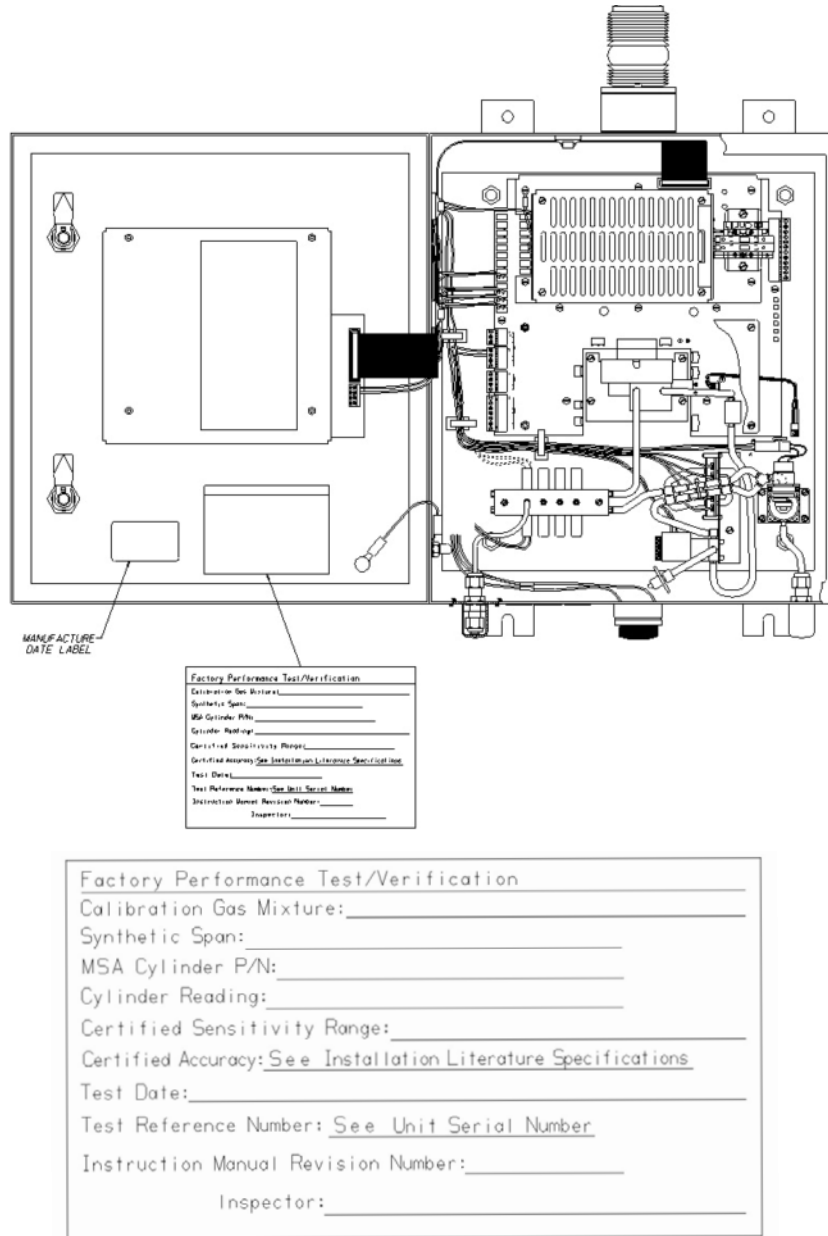 MANUFACTURE
DATE LABEL
Factory Performance Test/Verification
Calibration Gas Mixture:
Synthetic Span:
MSA Cylinder P/N:
Cylinder Reading:
Certified Sensitivity Range:
Certified Accuracy: See Installation Literature Specifications
Test Date:
Test Reference Number: See Unit Serial Number
Instruction Manual Revision Number:
Inspector:
Factory Performance Test/Verification
Calibration Gas Mixture:
Synthetic Span:
MSA Cylinder P/N:
Cylinder Reading:
Certified Sensitivity Range:
Certified Accuracy: See Installation Literature Specifications
Test Date:
Test Reference Number: See Unit Serial Number
Instruction Manual Revision Number:
Inspector: